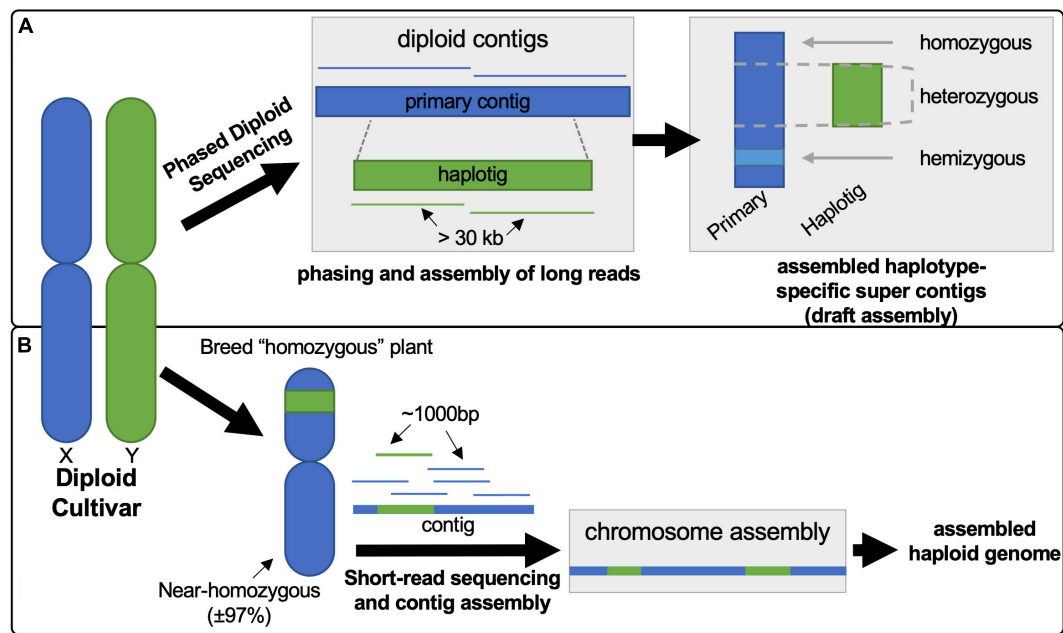 A
Phased Diploid
Sequencing
diploid contigs
primary contig
haplotig
> 30 kb
phasing and assembly of long reads
homozygous
heterozygous
hemizygous
Primary
Haplotig
assembled haplotype-
specific super contigs
(draft assembly)
B
X
Y
Diploid
Cultivar
Breed “homozygous” plant
Near-homozygous
(±97%)
~1000bp
contig
Short-read sequencing
and contig assembly
chromosome assembly
assembled
haploid genome